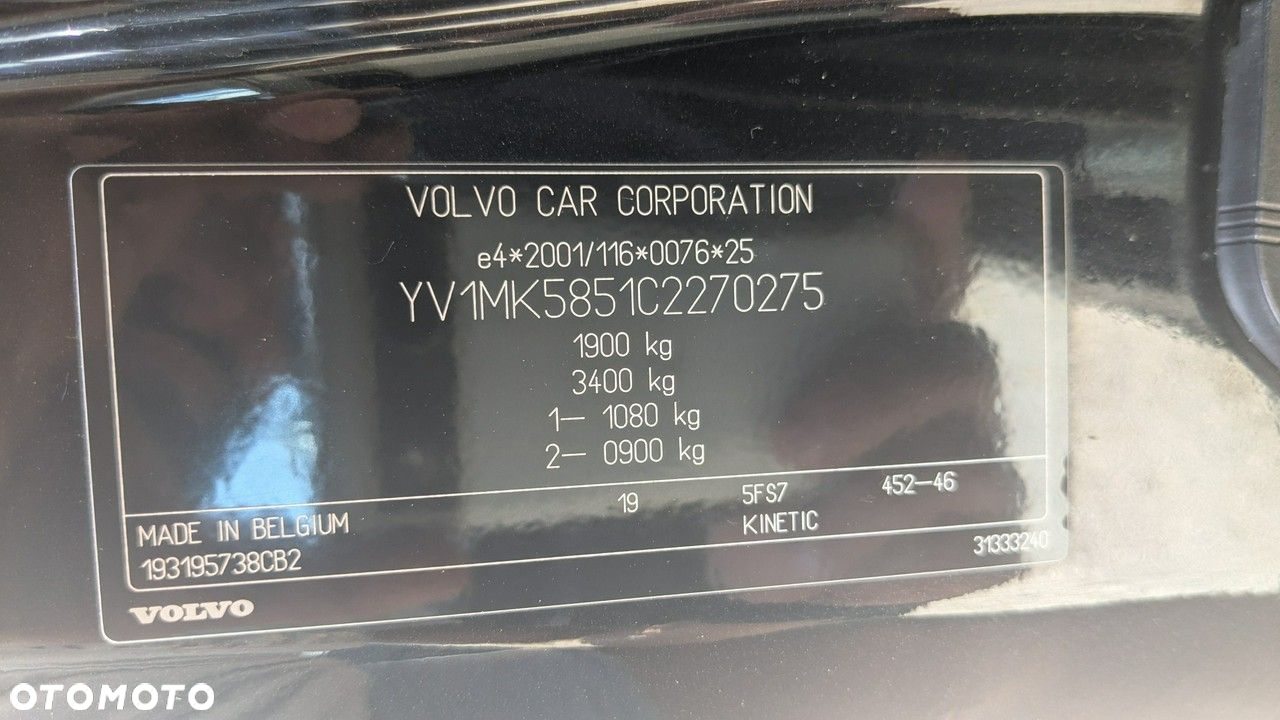 VOLVO CAR CORPORATION
e4*2001/116*0076*25
YV1MK5851C2270275
1900 kg
3400 kg
1– 1080 kg
2– 0900 kg
19 5FS7 452–46
MADE IN BELGIUM KINETIC
193195738CB2 31333240
VOLVO
OTOMOTO